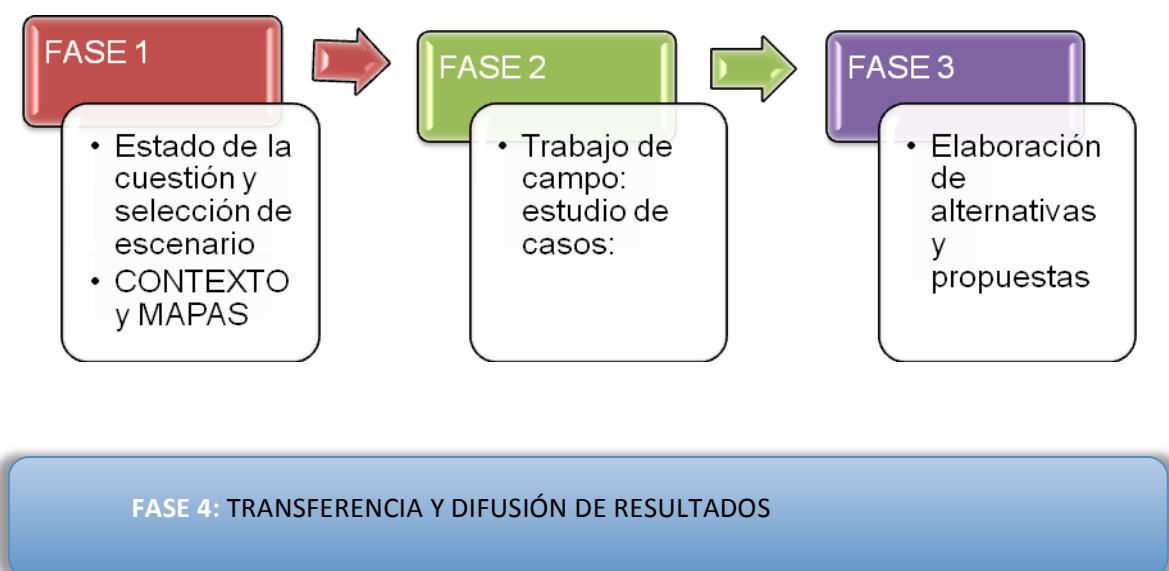 FASE 1
• Estado de la
cuestión y
selección de
escenario
• CONTEXTO
y MAPAS
FASE 2
• Trabajo de
campo:
estudio de
casos:
FASE 3
• Elaboración
de
alternativas
y
propuestas
FASE 4: TRANSFERENCIA Y DIFUSIÓN DE RESULTADOS